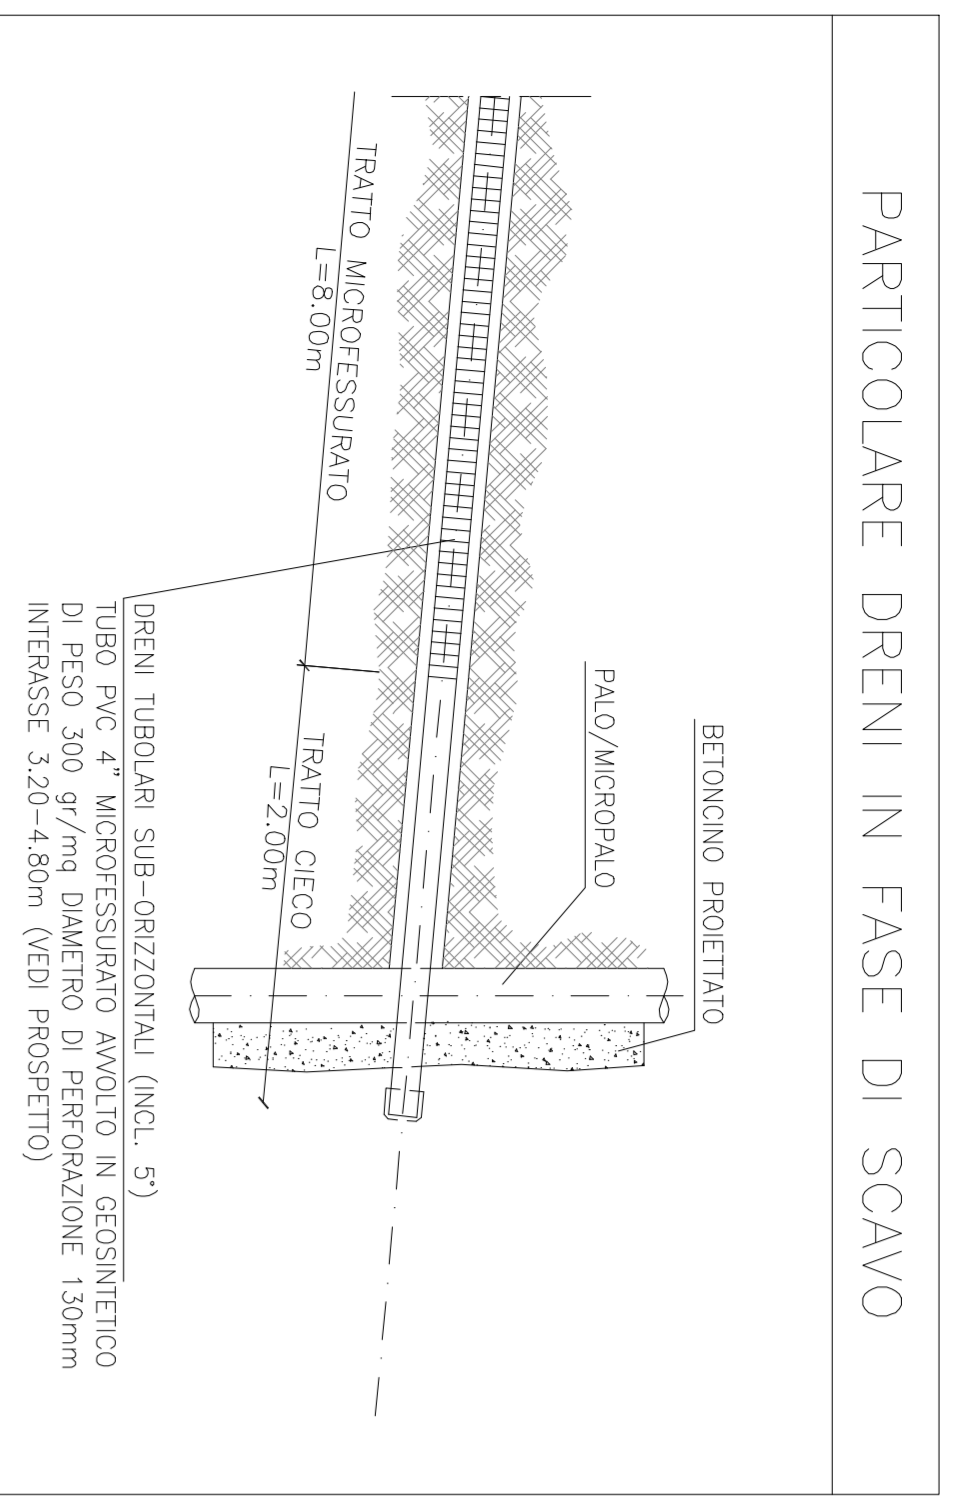 PARTICOLARE DRENI IN FASE DI SCAVO
BETONCINO PROIETTATO
PALO/MICROPALO
TRATTO MICROFESSURATO
L=8.00m
TRATTO CIECO
L=2.00m
DRENI TUBOLARI SUB-ORIZZONTALI (INCL. 5°)
TUBO PVC 4" MICROFESSURATO AVVOLTO IN GEOSINTETICO
DI PESO 300 gr/mq DIAMETRO DI PERFORAZIONE 130mm
INTERASSE 3.20-4.80m (VEDI PROSPETTO)